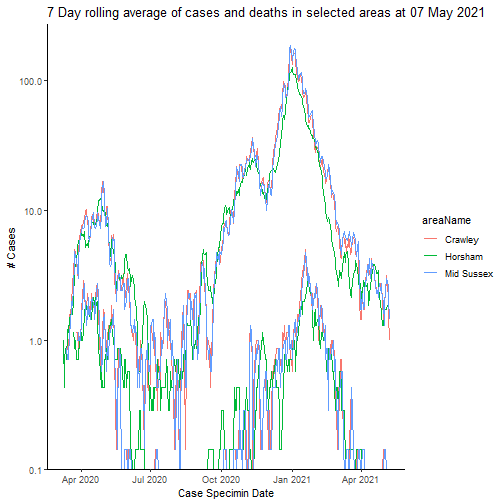 7 Day rolling average of cases and deaths in selected areas at 07 May 2021
100.0
10.0
1.0
0.1
# Cases
Apr 2020
Jul 2020
Oct 2020
Jan 2021
Apr 2021
Case Specimin Date
areaName
Crawley
Horsham
Mid Sussex